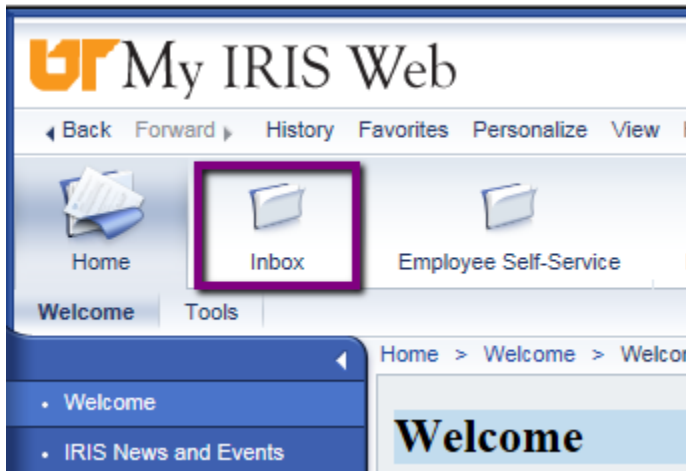 UT My IRIS Web
Back Forward History Favorites Personalize View
Home Inbox Employee Self-Service
Welcome Tools
Home > Welcome >
• Welcome
Welcome
• IRIS News and Events